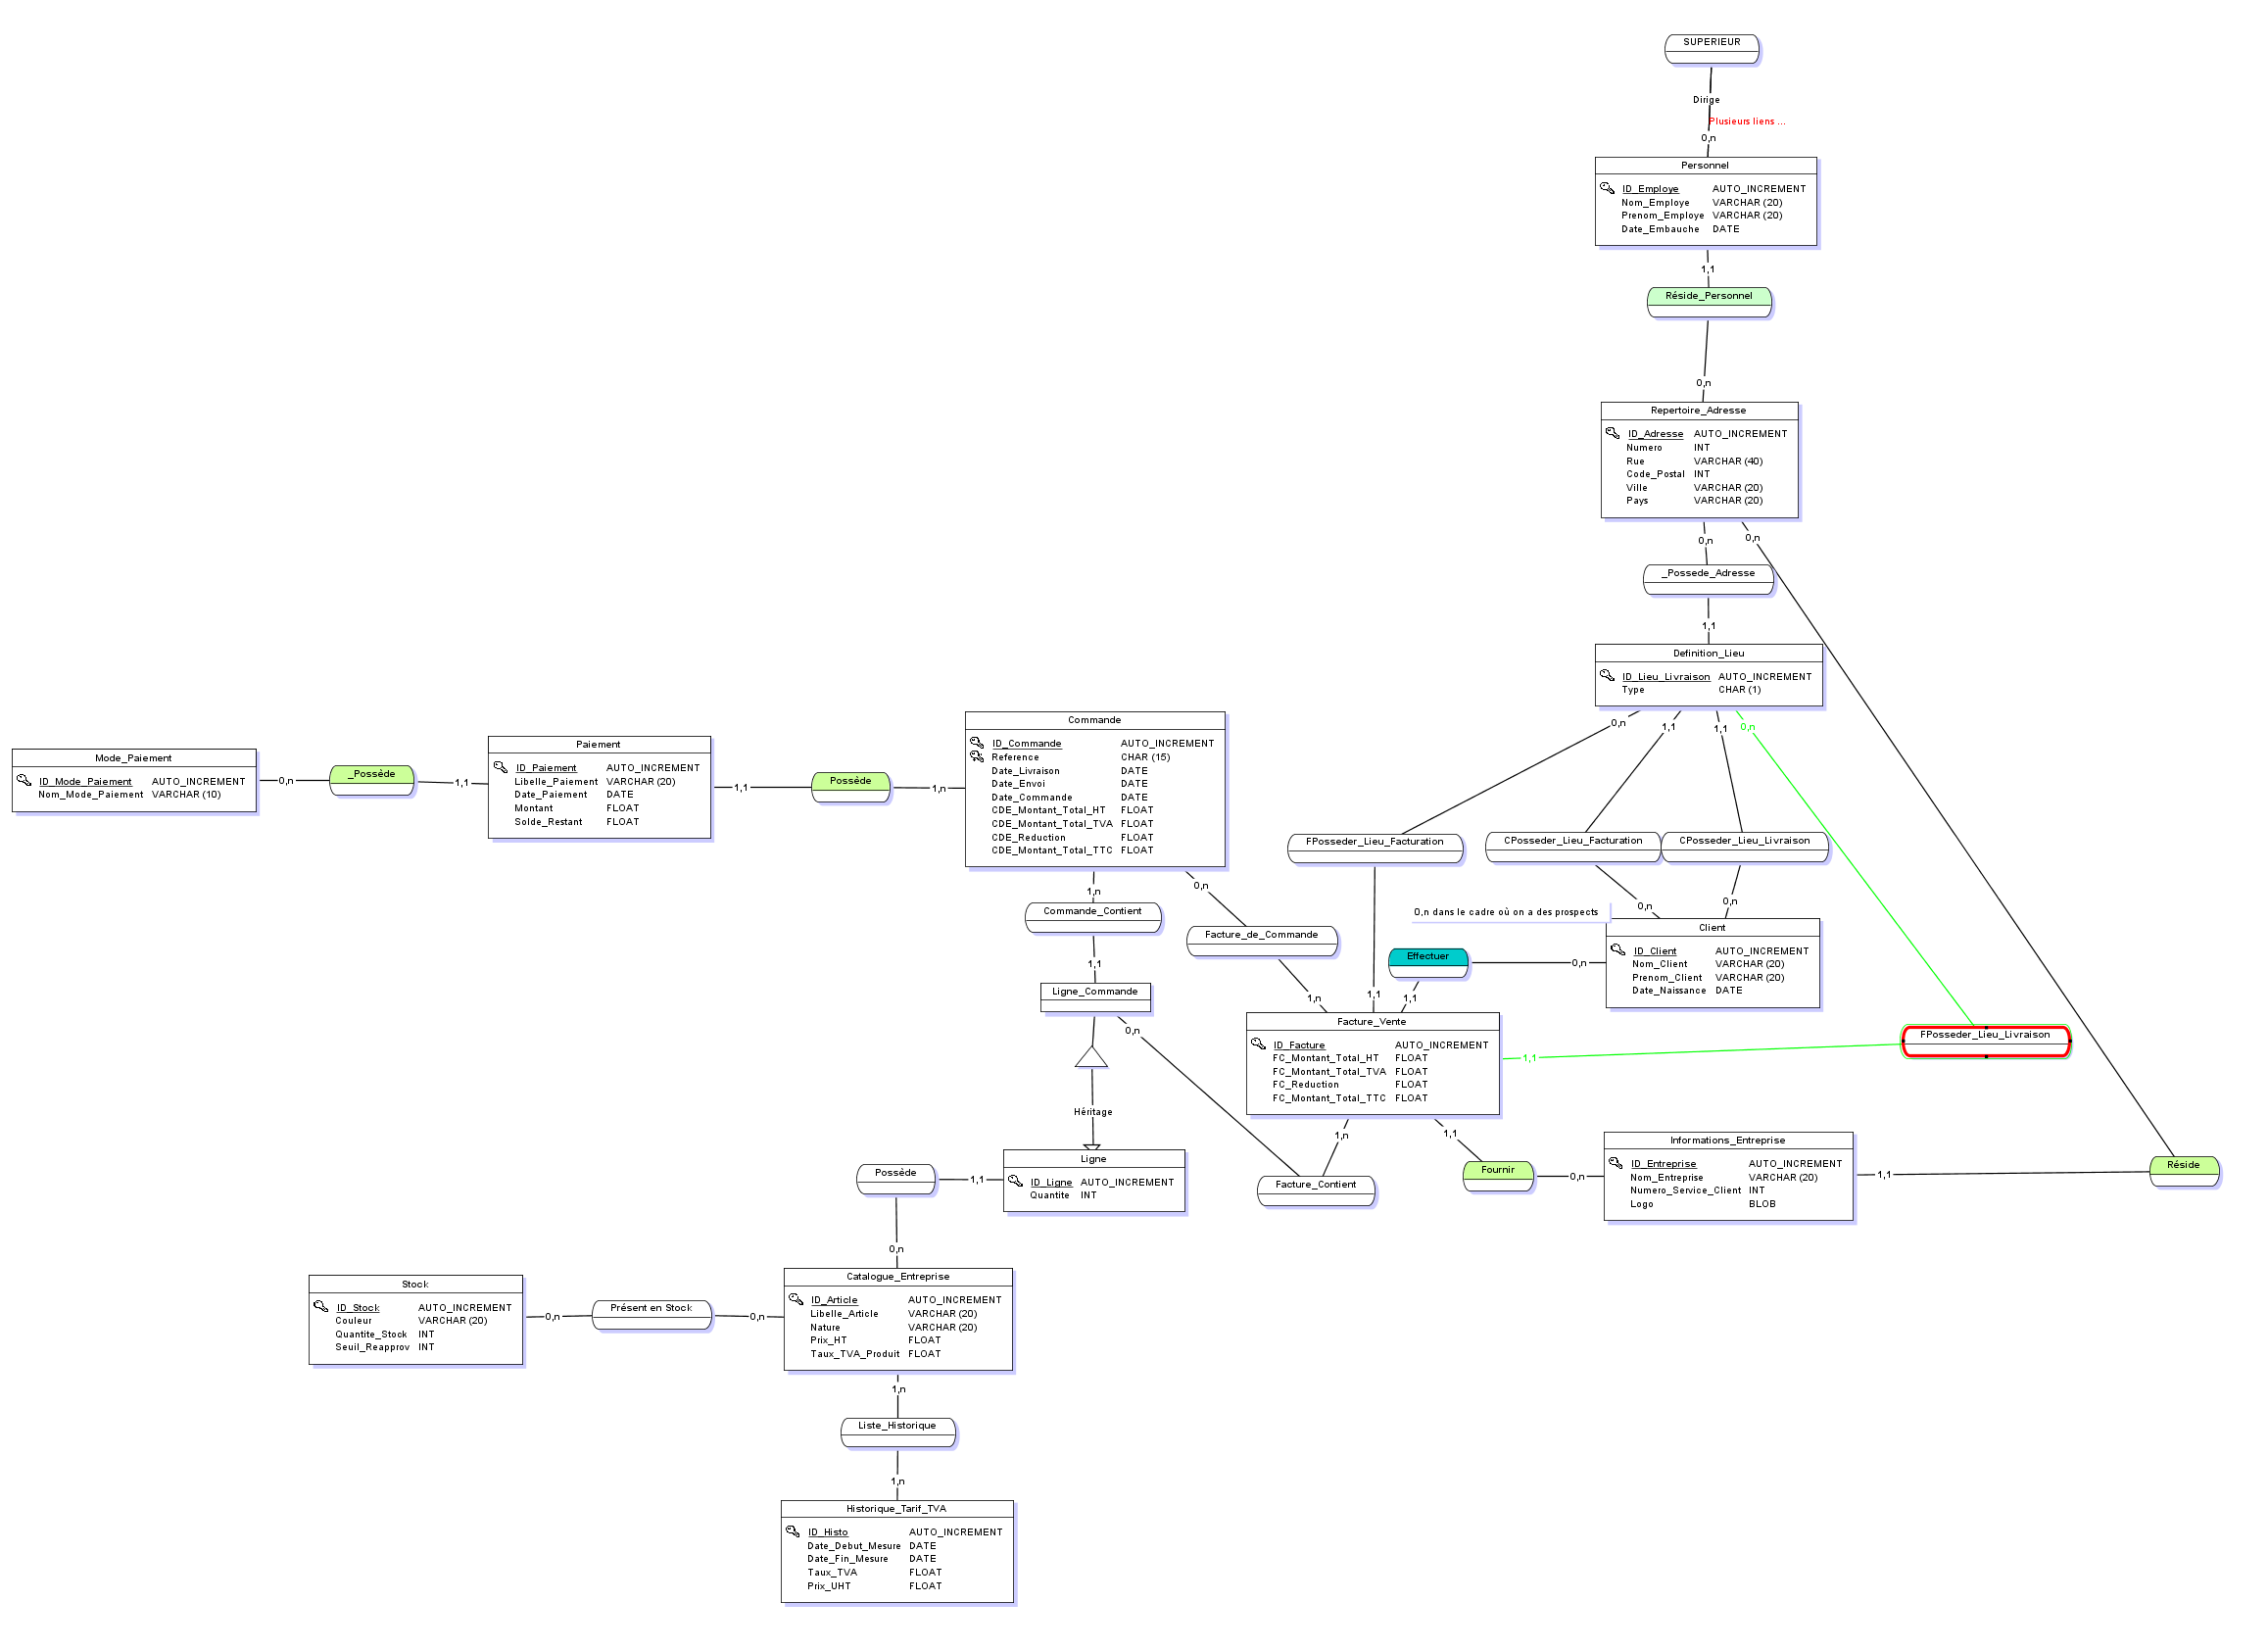 SUPERIEUR
Dirige
Plusieurs liens ...
0,n
Personnel
ID_Employe AUTO_INCREMENT
Nom_Employe VARCHAR (20)
Prenom_Employe VARCHAR (20)
Date_Embauche DATE
1,1
Réside_Personnel
0,n
Repertoire_Adresse
ID_Adresse AUTO_INCREMENT
Numero INT
Rue VARCHAR (40)
Code_Postal INT
Ville VARCHAR (20)
Pays VARCHAR (20)
0,n
0,n
_Possede_Adresse
1,1
Definition_Lieu
ID_Lieu_Livraison AUTO_INCREMENT
Type CHAR (1)
0,n
1,1
1,1
0,n
Mode_Paiement
ID_Mode_Paiement AUTO_INCREMENT
Nom_Mode_Paiement VARCHAR (10)
0,n
_Possède
1,1
Paiement
ID_Paiement AUTO_INCREMENT
Libelle_Paiement VARCHAR (20)
Date_Paiement DATE
Montant FLOAT
Solde_Restant FLOAT
1,1
Possède
1,n
Commande
ID_Commande AUTO_INCREMENT
Reference CHAR (15)
Date_Livraison DATE
Date_Envoi DATE
Date_Commande DATE
CDE_Montant_Total_HT FLOAT
CDE_Montant_Total_TVA FLOAT
CDE_Reduction FLOAT
CDE_Montant_Total_TTC FLOAT
FPosseder_Lieu_Facturation
CPosseder_Lieu_Facturation
CPosseder_Lieu_Livraison
1,n
0,n
Commande_Contient
Facture_de_Commande
0,n
0,n
0,n dans le cadre où on a des prospects
Client
ID_Client AUTO_INCREMENT
Nom_Client VARCHAR (20)
Prenom_Client VARCHAR (20)
Date_Naissance DATE
Effectuer
0,n
1,1
1,n
1,1
1,1
Ligne_Commande
0,n
Facture_Vente
ID_Facture AUTO_INCREMENT
FC_Montant_Total_HT FLOAT
FC_Montant_Total_TVA FLOAT
FC_Reduction FLOAT
FC_Montant_Total_TTC FLOAT
1,1
FPosseder_Lieu_Livraison
Héritage
1,n
1,1
Ligne
ID_Ligne AUTO_INCREMENT
Quantite INT
Possède
1,1
Facture_Contient
Fournir
0,n
Informations_Entreprise
ID_Entreprise AUTO_INCREMENT
Nom_Entreprise VARCHAR (20)
Numero_Service_Client INT
Logo BLOB
1,1
Réside
0,n
Stock
ID_Stock AUTO_INCREMENT
Couleur VARCHAR (20)
Quantite_Stock INT
Seuil_Reapprov INT
0,n
Présent en Stock
0,n
Catalogue_Entreprise
ID_Article AUTO_INCREMENT
Libelle_Article VARCHAR (20)
Nature VARCHAR (20)
Prix_HT FLOAT
Taux_TVA_Produit FLOAT
1,n
Liste_Historique
1,n
Historique_Tarif_TVA
ID_Histo AUTO_INCREMENT
Date_Debut_Mesure DATE
Date_Fin_Mesure DATE
Taux_TVA FLOAT
Prix_UHT FLOAT